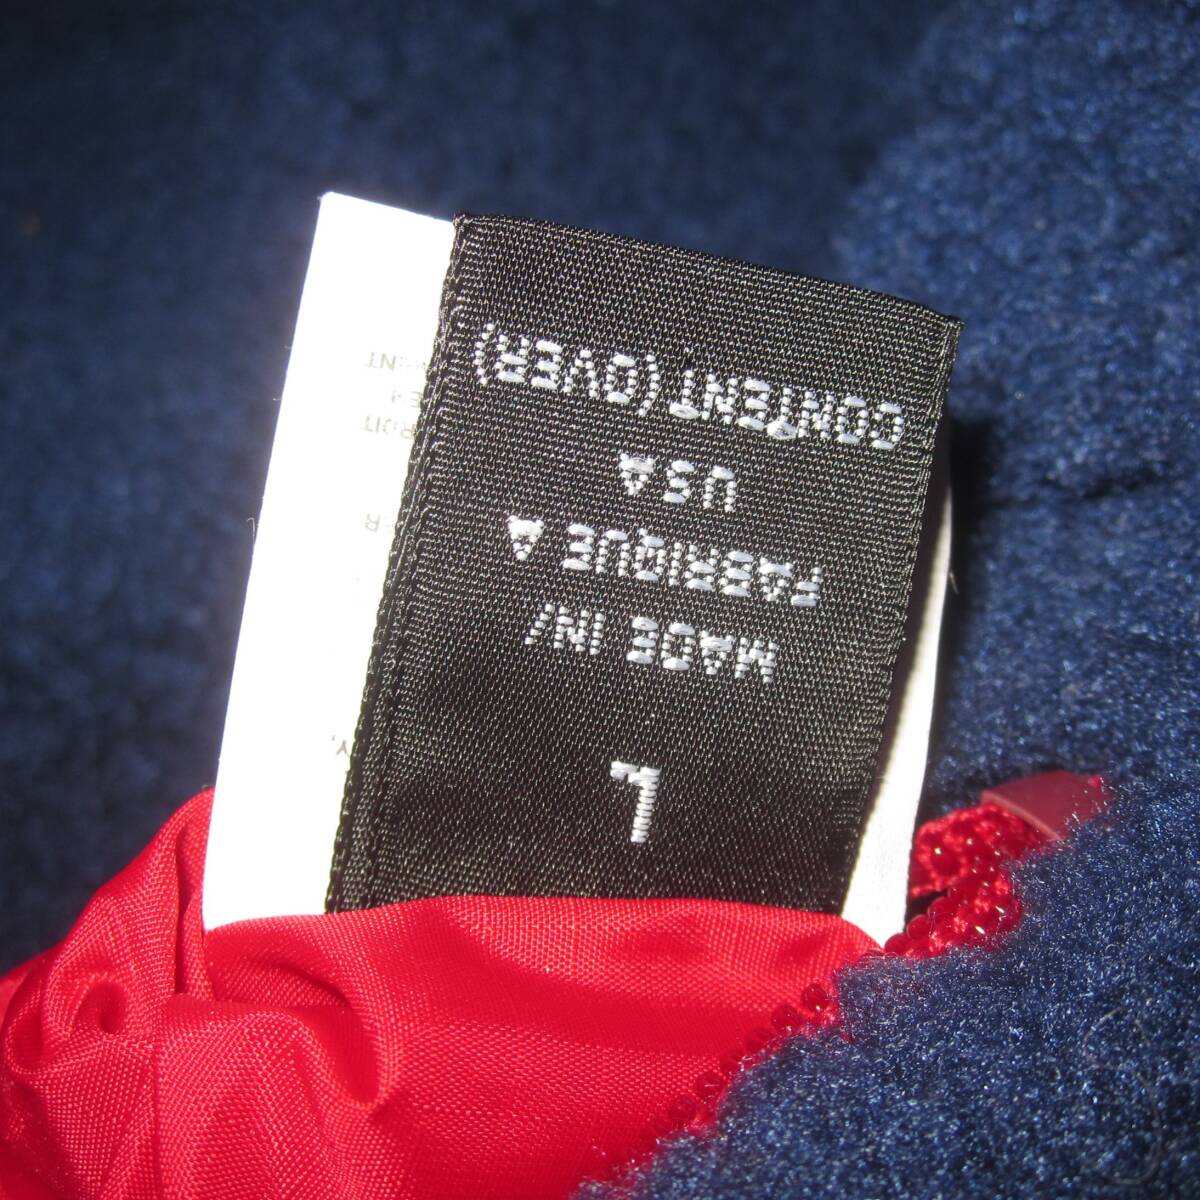 L
MADE IN/
FABRIQUE A
USA
CONTENT (OVER)